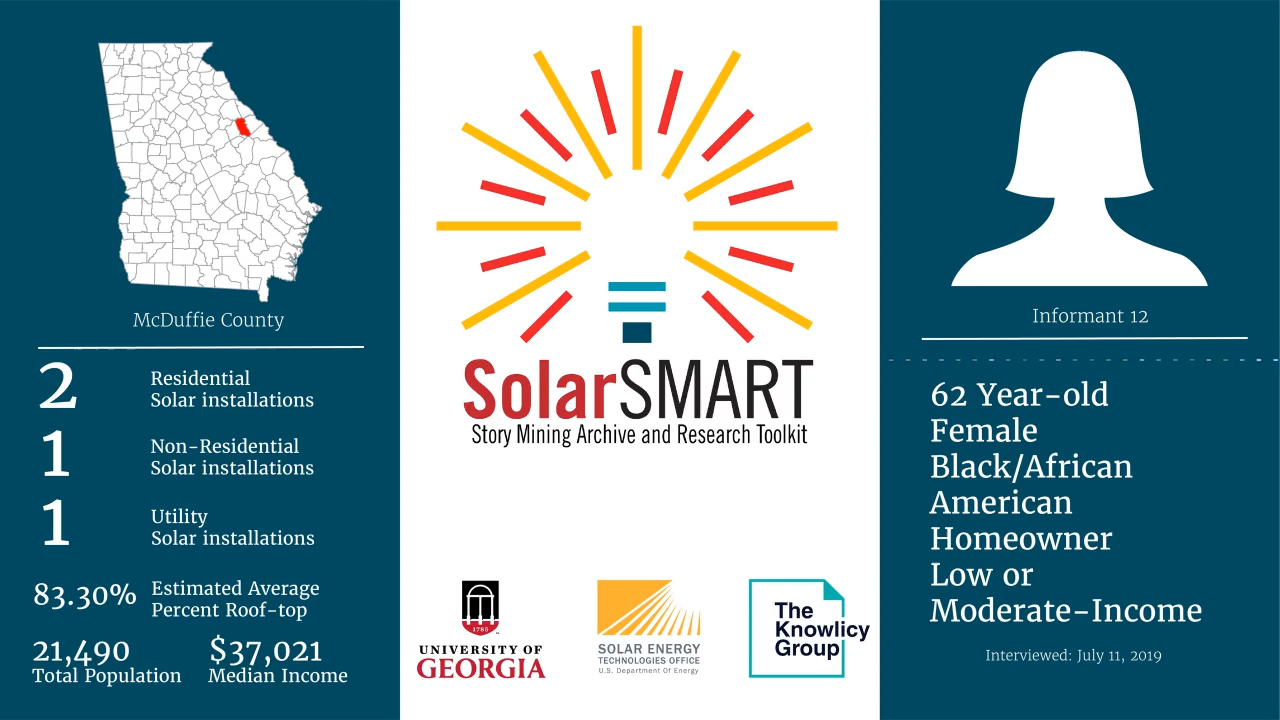 McDuffie County
2
Residential
Solar installations
1
Non-Residential
Solar installations
1
Utility
Solar installations
83.30%
Estimated Average
Percent Roof-top
21,490
Total Population
$37,021
Median Income
SolarSMART
Story Mining Archive and Research Toolkit
1785
UNIVERSITY OF
GEORGIA
SOLAR ENERGY
TECHNOLOGIES OFFICE
U.S. Department Of Energy
The
Knowlicy
Group
Informant 12
62 Year-old
Female
Black/African
American
Homeowner
Low or
Moderate-Income
Interviewed: July 11, 2019